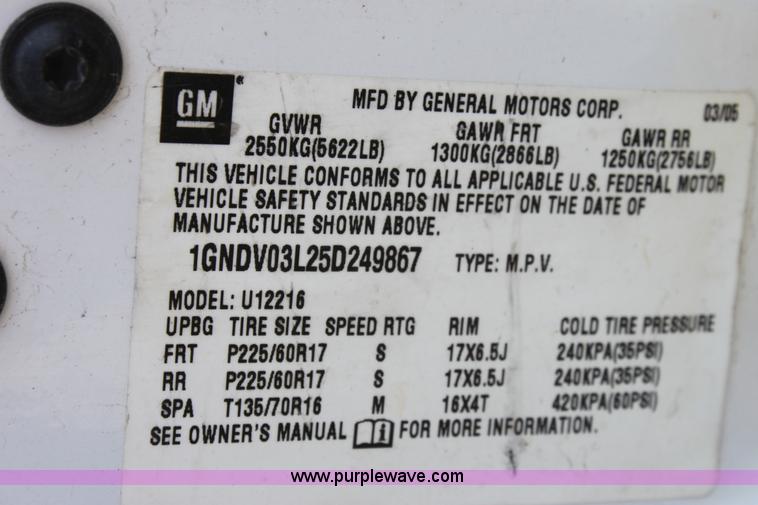 GM
MFD BY GENERAL MOTORS CORP. 03/05
GVWR GAWR FRT GAWR RR
2550KG(5622LB) 1300KG(2866LB) 1250KG(2756LB)
THIS VEHICLE CONFORMS TO ALL APPLICABLE U.S. FEDERAL MOTOR
VEHICLE SAFETY STANDARDS IN EFFECT ON THE DATE OF
MANUFACTURE SHOWN ABOVE.
1GNDV03L25D249867 TYPE: M.P.V.
MODEL: U12216
UPBG TIRE SIZE SPEED RTG RIM COLD TIRE PRESSURE
FRT P225/60R17 S 17X6.5J 240KPA(35PSI)
RR P225/60R17 S 17X6.5J 240KPA(35PSI)
SPA T135/70R16 M 16X4T 420KPA(60PSI)
SEE OWNER'S MANUAL FOR MORE INFORMATION.
www.purplewave.com